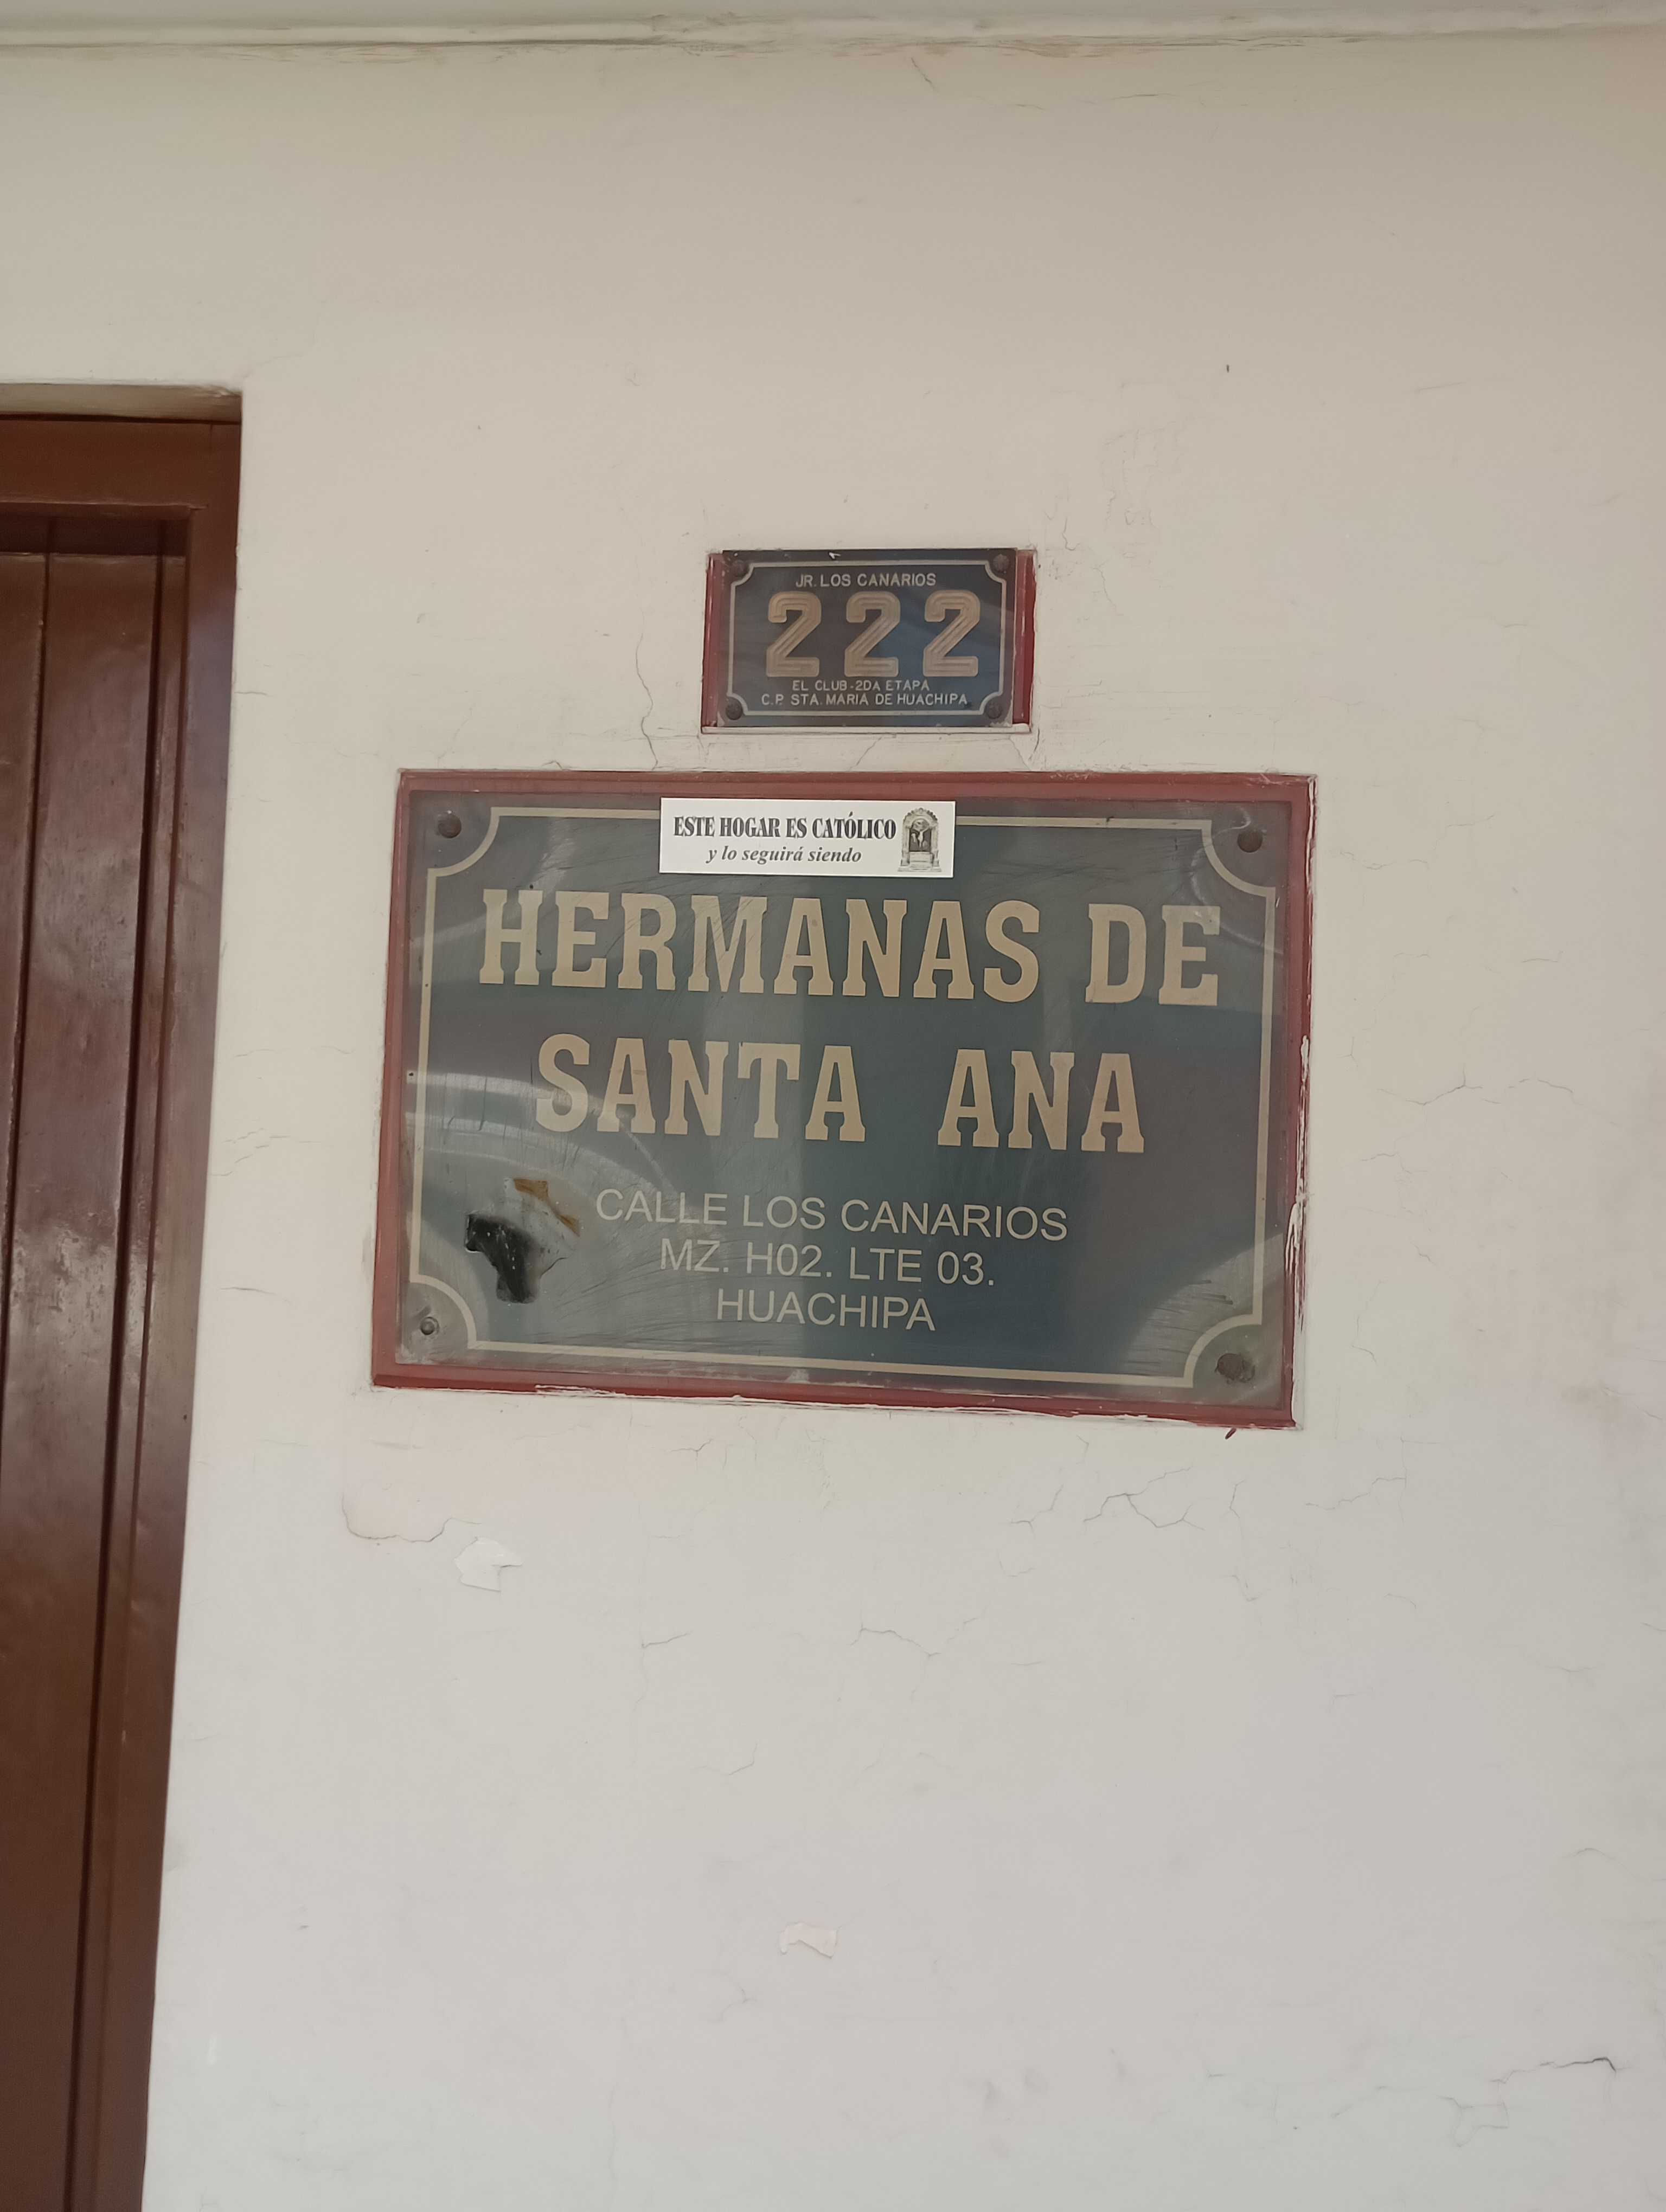 JR. LOS CANARIOS
222
EL CLUB-2DA ETAPA
C.P. STA. MARIA DE HUACHIPA
ESTE HOGAR ES CATÓLICO
y lo seguirá siendo
HERMANAS DE
SANTA ANA
CALLE LOS CANARIOS
MZ. H02. LTE 03.
HUACHIPA